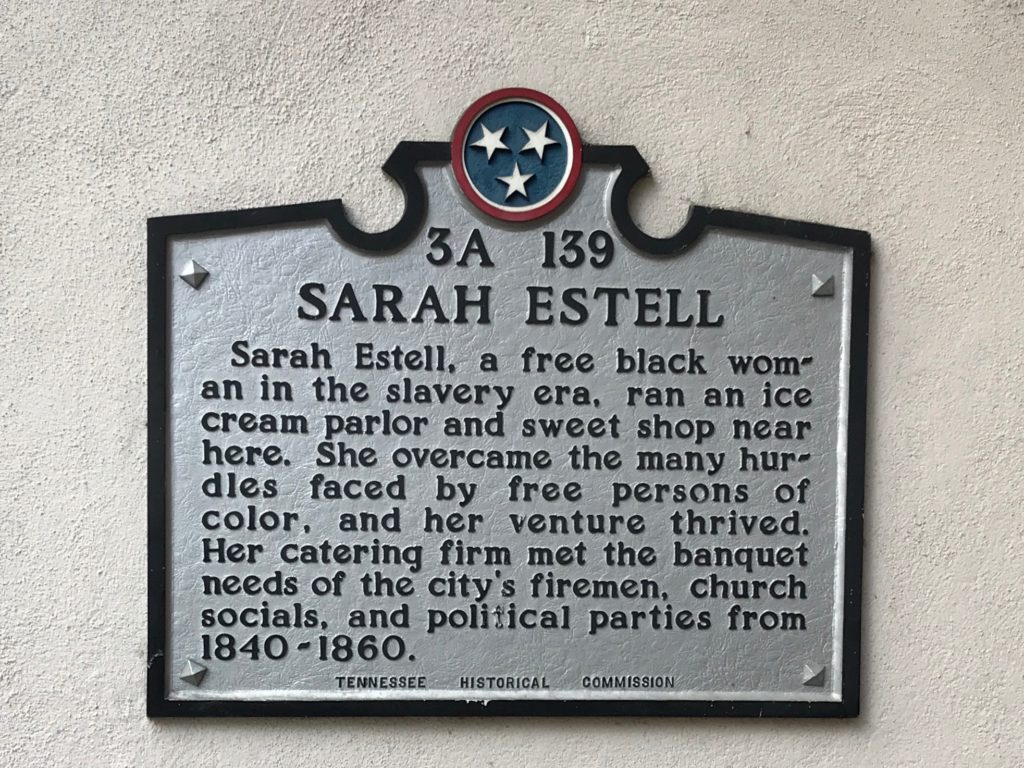 3A 139
SARAH ESTELL
Sarah Estell, a free black wom-
an in the slavery era, ran an ice
cream parlor and sweet shop near
here. She overcame the many hur-
dles faced by free persons of
color, and her venture thrived.
Her catering firm met the banquet
needs of the city's firemen, church
socials, and political parties from
1840-1860.
TENNESSEE HISTORICAL COMMISSION